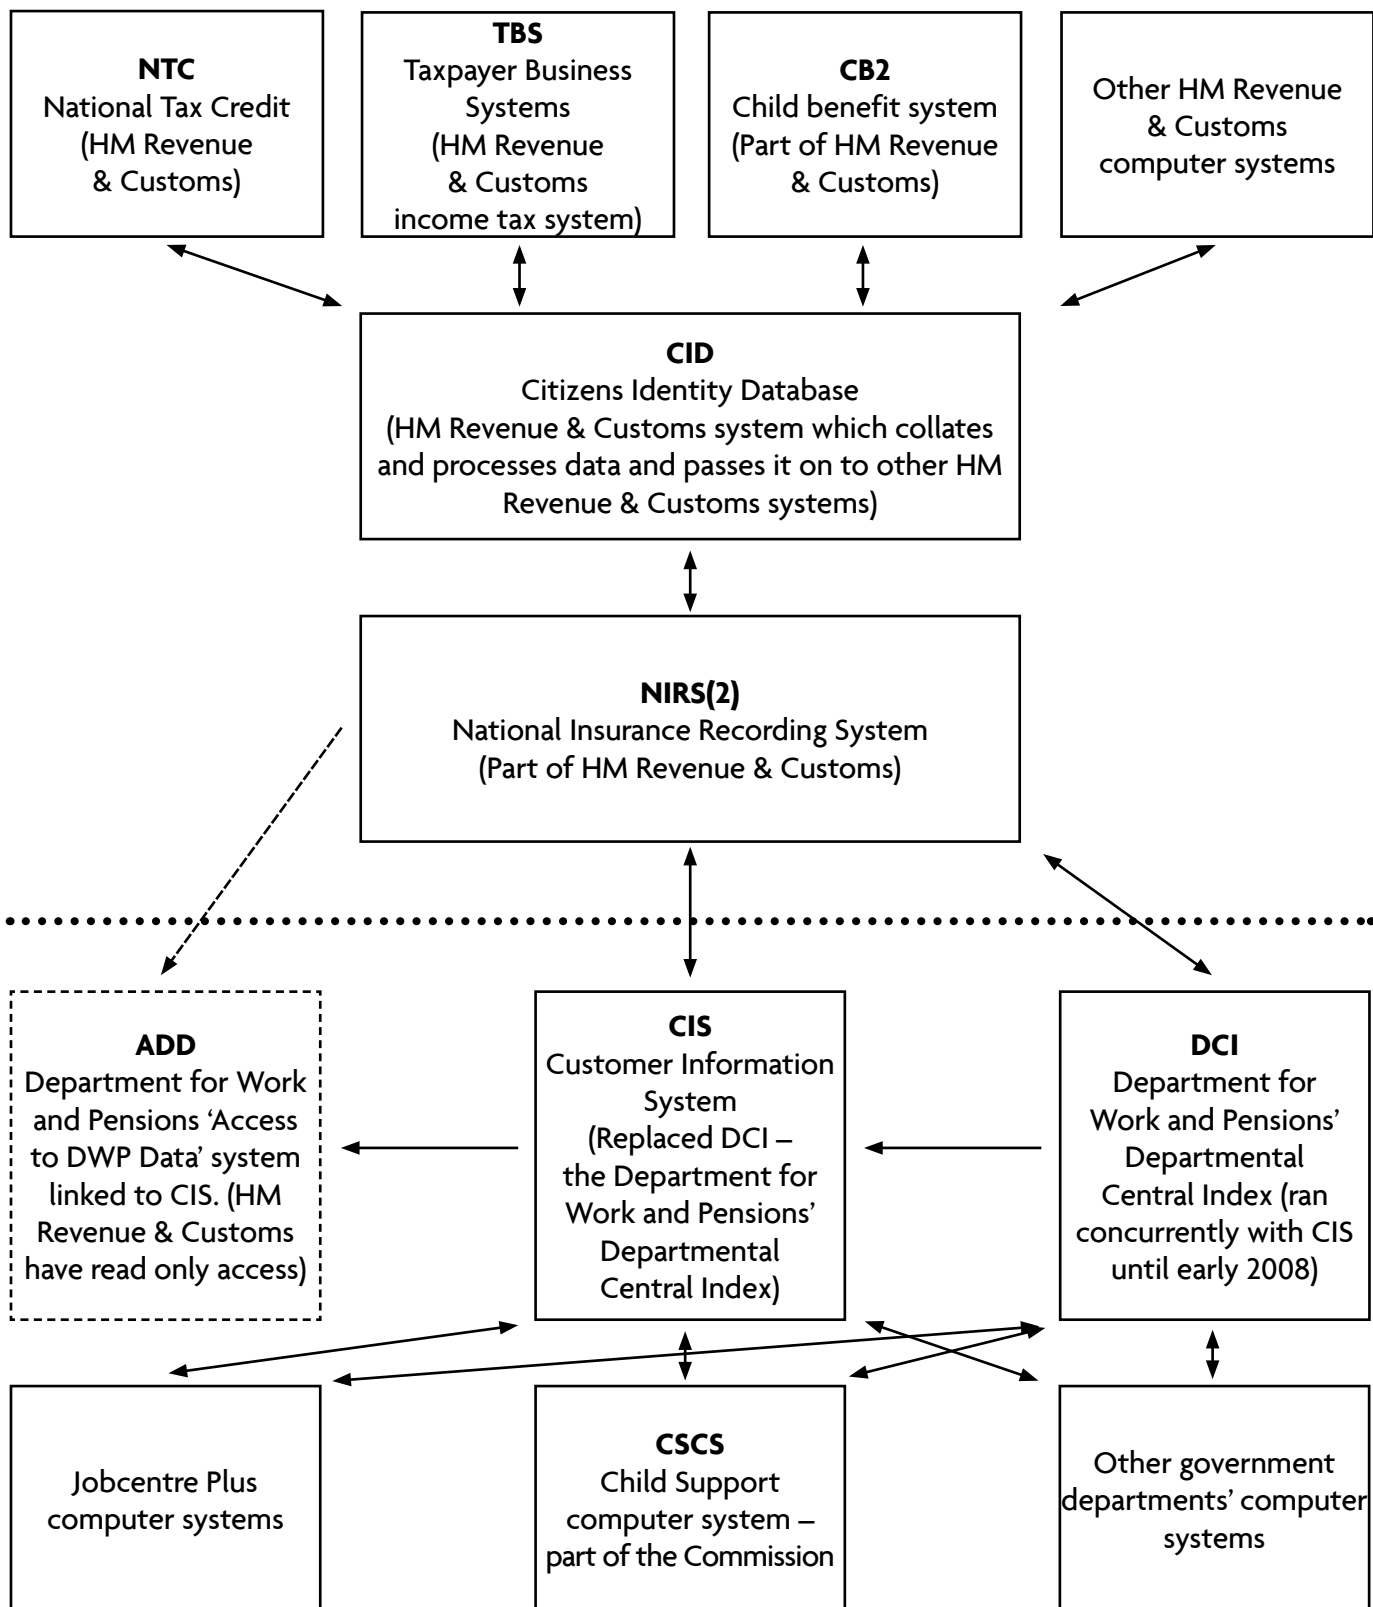 NTC
National Tax Credit
(HM Revenue
& Customs)
TBS
Taxpayer Business
Systems
(HM Revenue
& Customs
income tax system)
CB2
Child benefit system
(Part of HM Revenue
& Customs)
Other HM Revenue
& Customs
computer systems
CID
Citizens Identity Database
(HM Revenue & Customs system which collates
and processes data and passes it on to other HM
Revenue & Customs systems)
NIRS(2)
National Insurance Recording System
(Part of HM Revenue & Customs)
ADD
Department for Work
and Pensions ‘Access
to DWP Data’ system
linked to CIS. (HM
Revenue & Customs
have read only access)
CIS
Customer Information
System
(Replaced DCI –
the Department for
Work and Pensions’
Departmental
Central Index)
DCI
Department for
Work and Pensions’
Departmental
Central Index (ran
concurrently with CIS
until early 2008)
Jobcentre Plus
computer systems
CSCS
Child Support
computer system –
part of the Commission
Other government
departments’ computer
systems